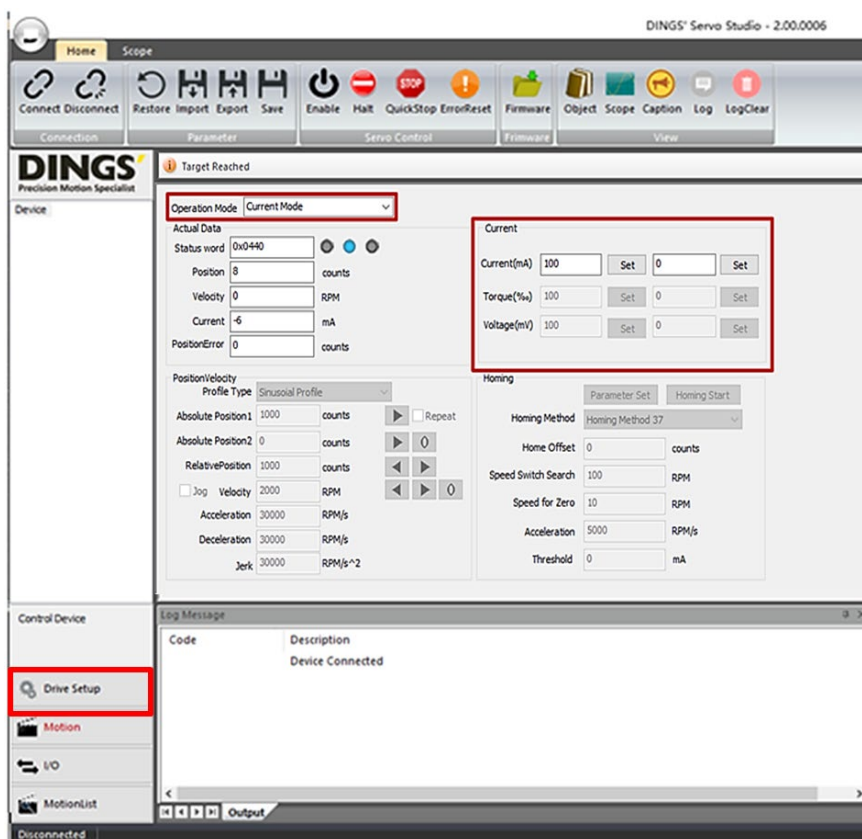 DINGS' Servo Studio - 2.00.0006
Home Scope
Connect Disconnect Restore Import Export Save Enable Halt QuickStop ErrorReset Firmware Object Scope Caption Log LogClear
Connection Parameter Servo Control Frimware View
DINGS'
Precision Motion Specialist
Target Reached
Device
Operation Mode Current Mode
Actual Data
Status word 0x0440
Position 8 counts
Velocity 0 RPM
Current -6 mA
PositionError 0 counts
Current
Current(mA) 100 Set 0 Set
Torque(‰) 100 Set 0 Set
Voltage(mV) 100 Set 0 Set
PositionVelocity
Profile Type Sinusoial Profile
Absolute Position1 1000 counts Repeat
Absolute Position2 0 counts 0
RelativePosition 1000 counts
Jog Velocity 2000 RPM 0
Acceleration 30000 RPM/s
Deceleration 30000 RPM/s
Jerk 30000 RPM/s^2
Homing
Parameter Set Homing Start
Homing Method Homing Method 37
Home Offset 0 counts
Speed Switch Search 100 RPM
Speed for Zero 10 RPM
Acceleration 5000 RPM/s
Threshold 0 mA
Control Device
Drive Setup
Motion
I/O
MotionList
Log Message
Code Description
Device Connected
Output
Disconnected